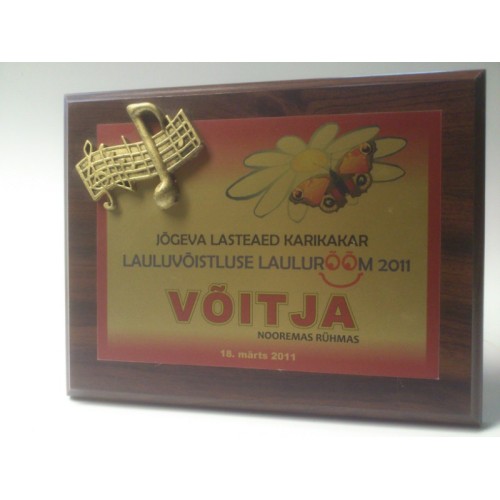 JÕGEVA LASTEAED KARIKAKAR
LAULUVÕISTLUSE LAULURÕÕM 2011
VÕITJA
NOOREMAS RÜHMAS
18. märts 2011